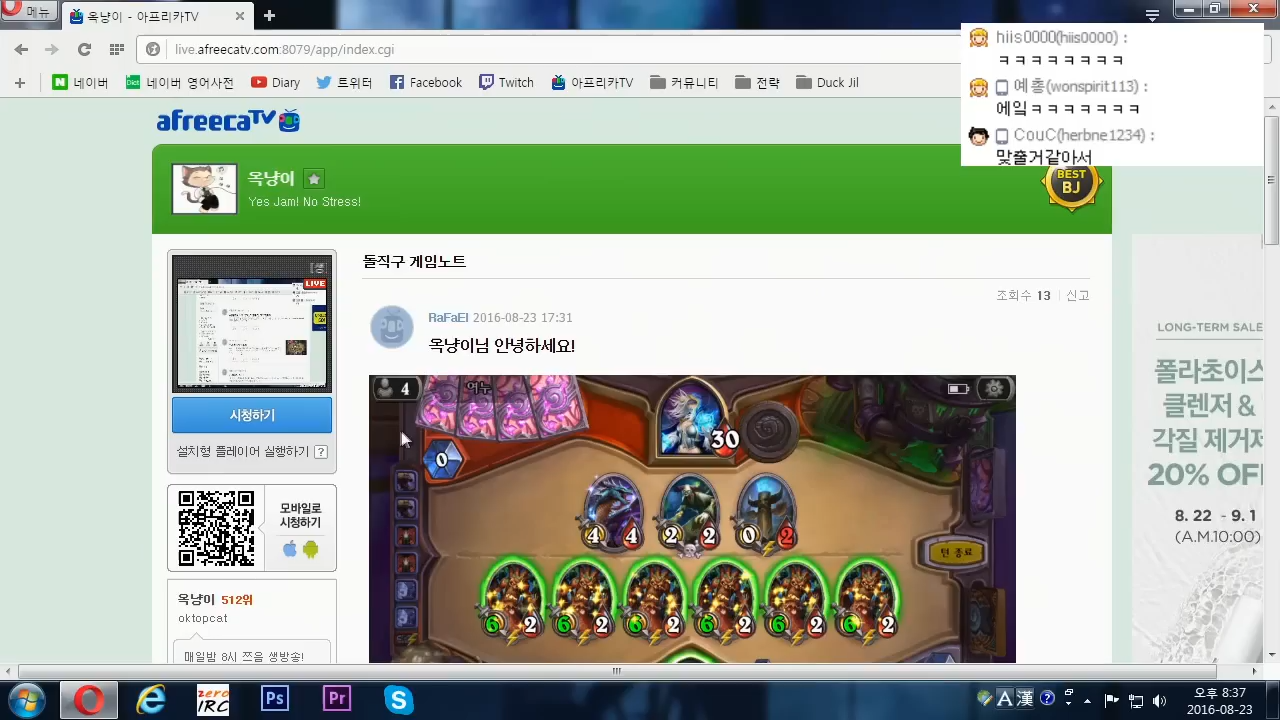 메뉴
옥냥이 - 아프리카TV
live.afreecatv.com:8079/app/index.cgi
네이버
네이버 영어사전
Diary
트위터
Facebook
Twitch
아프리카TV
커뮤니티
전략
Duck Jil
hiis0000(hiis0000) :
ㅋㅋㅋㅋㅋㅋㅋㅋ
예총(wonspirit113) :
에잌ㅋㅋㅋㅋㅋㅋㅋ
CouC(herbne1234) :
맞출거같아서
afreecaTV
옥냥이
Yes Jam! No Stress!
BEST
BJ
LIVE
시청하기
설치형 플레이어 실행하기 ?
모바일로
시청하기
옥냥이 512위
oktopcat
매일밤 8시 쯔음 생방송!
돌직구 게임노트
조회수 13 신고
RaFaEl 2016-08-23 17:31
옥냥이님 안녕하세요!
4
여누
30
0
4 4 2 2 0 2
턴 종료
6 2 6 2 6 2 6 2 6 2 6 2
LONG-TERM SALE
폴라초이스
클렌저 &
각질 제거제
20% OFF
8. 22 - 9. 1
(A.M.10:00)
zero
IRC
Ps
Pr
A 漢
오후 8:37
2016-08-23